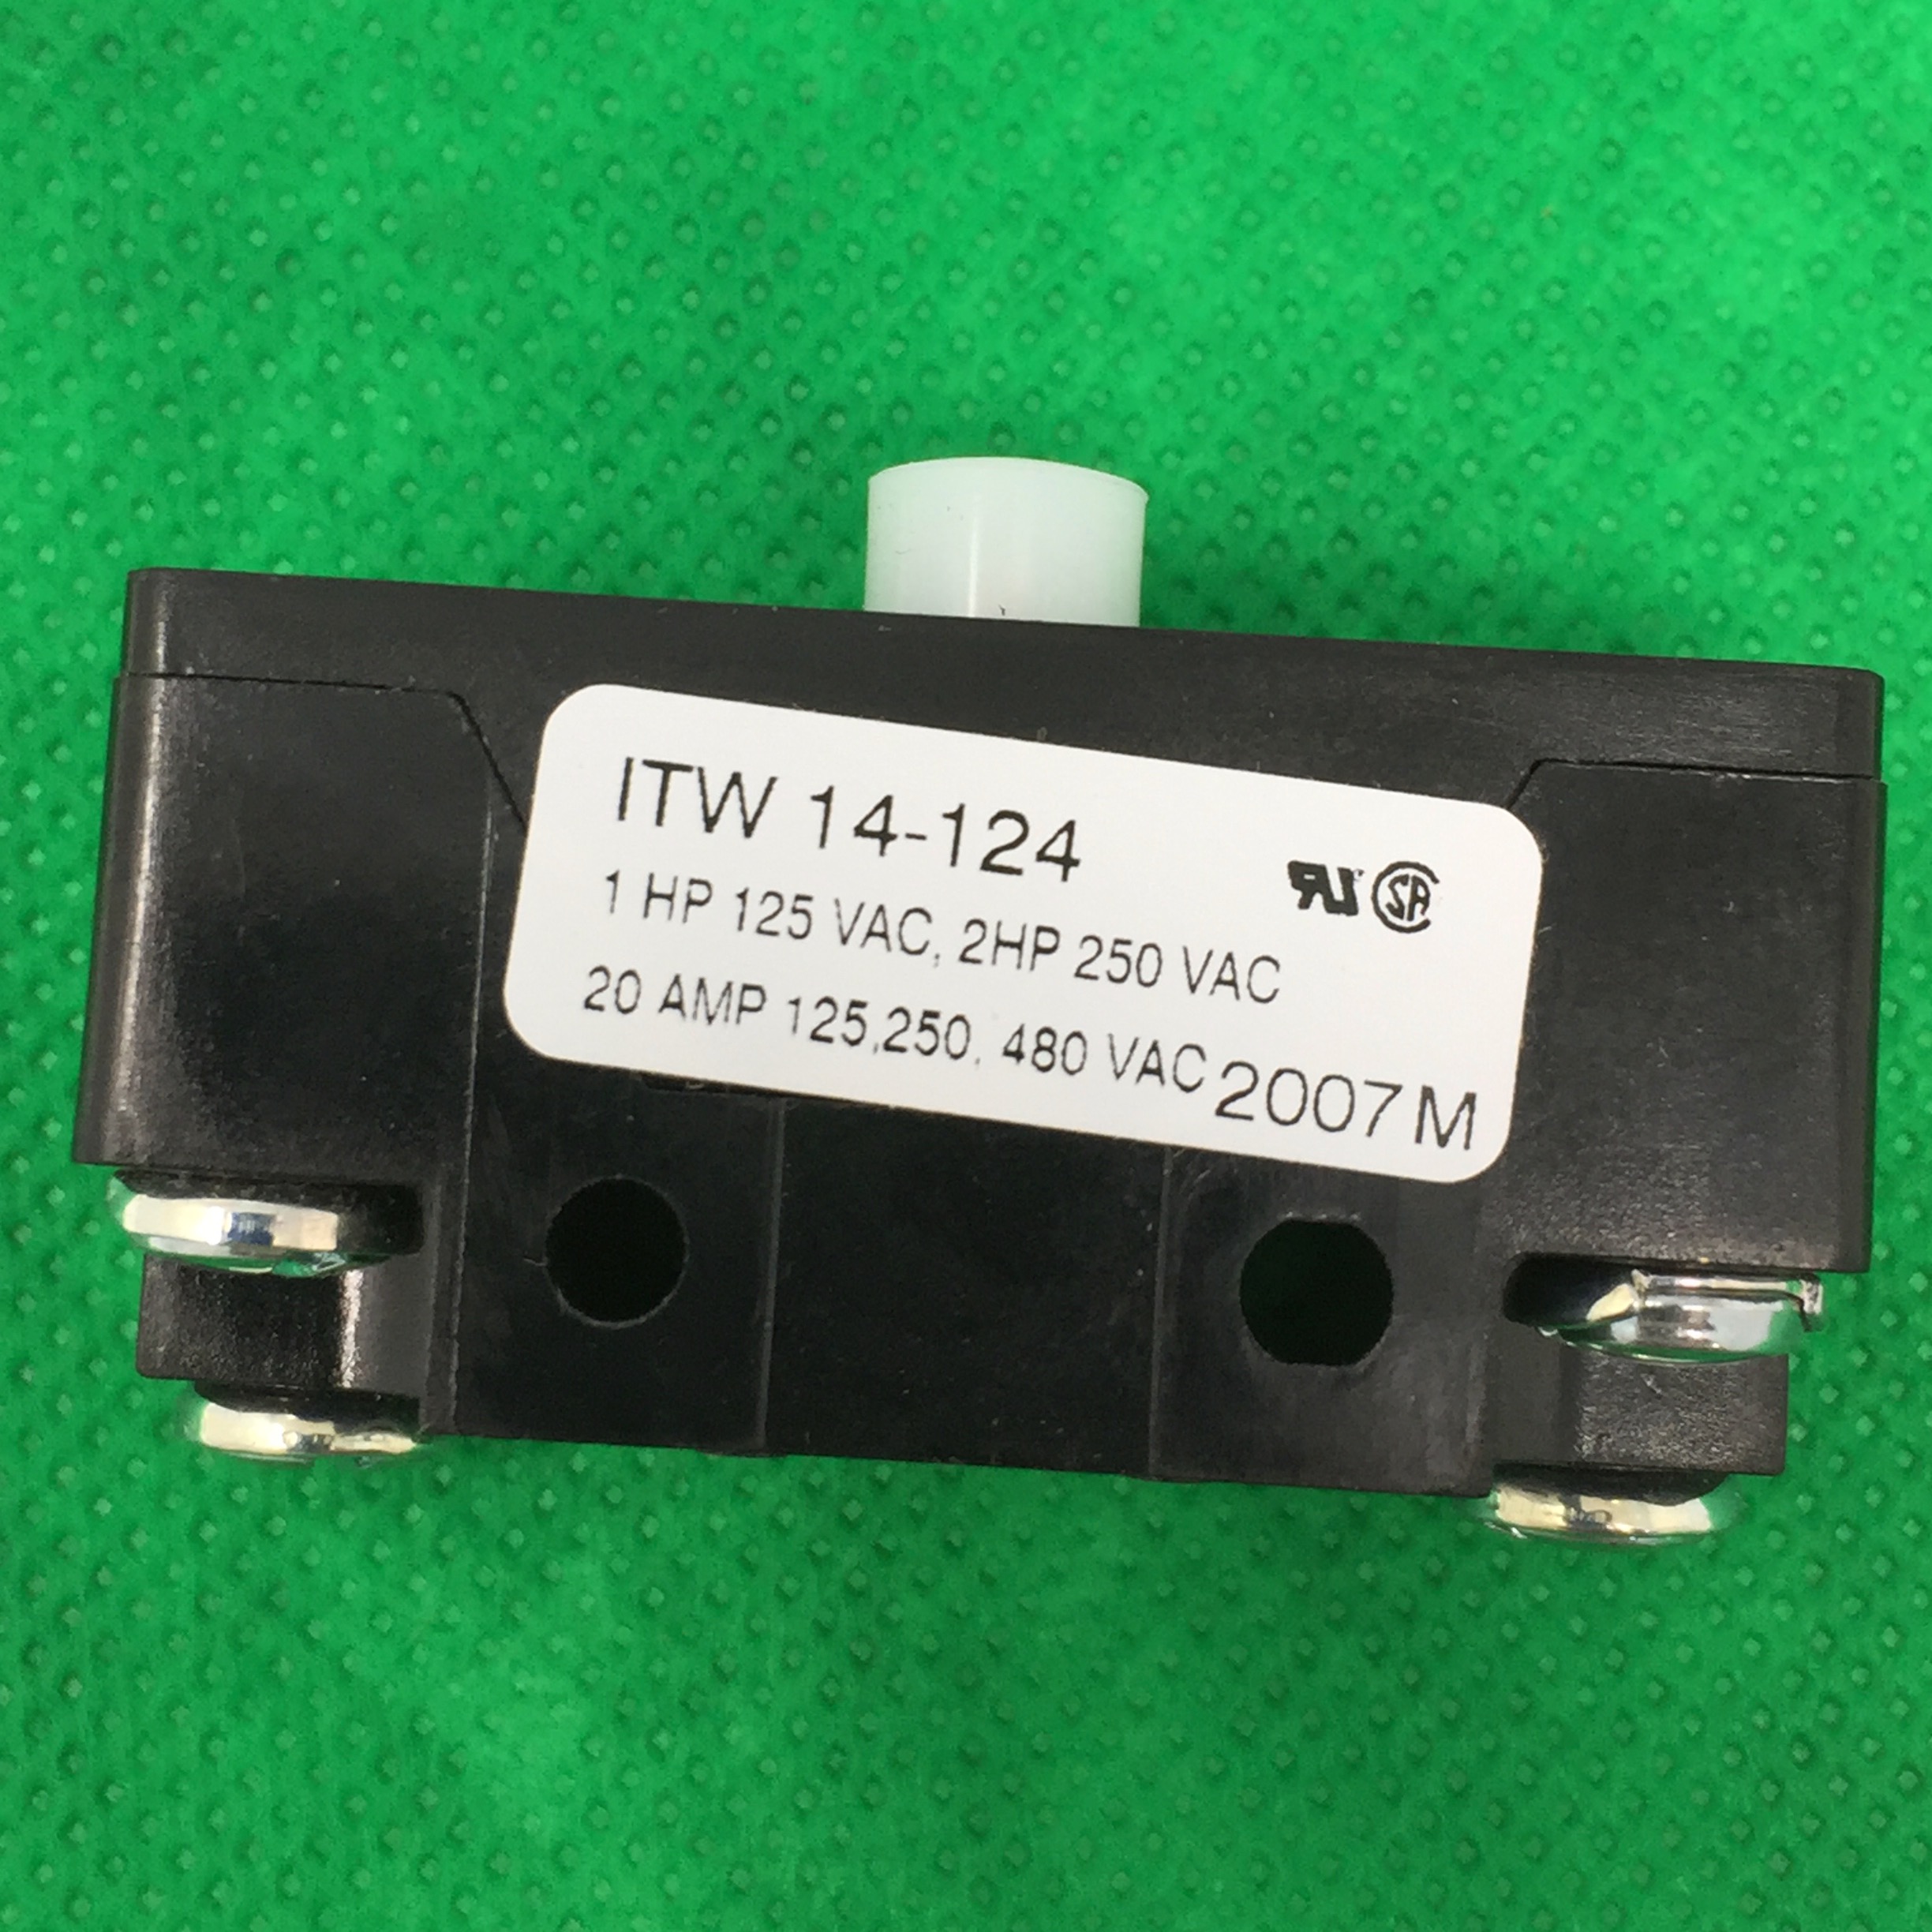 ITW 14-124
1 HP 125 VAC, 2HP 250 VAC
20 AMP 125,250, 480 VAC 2007 M